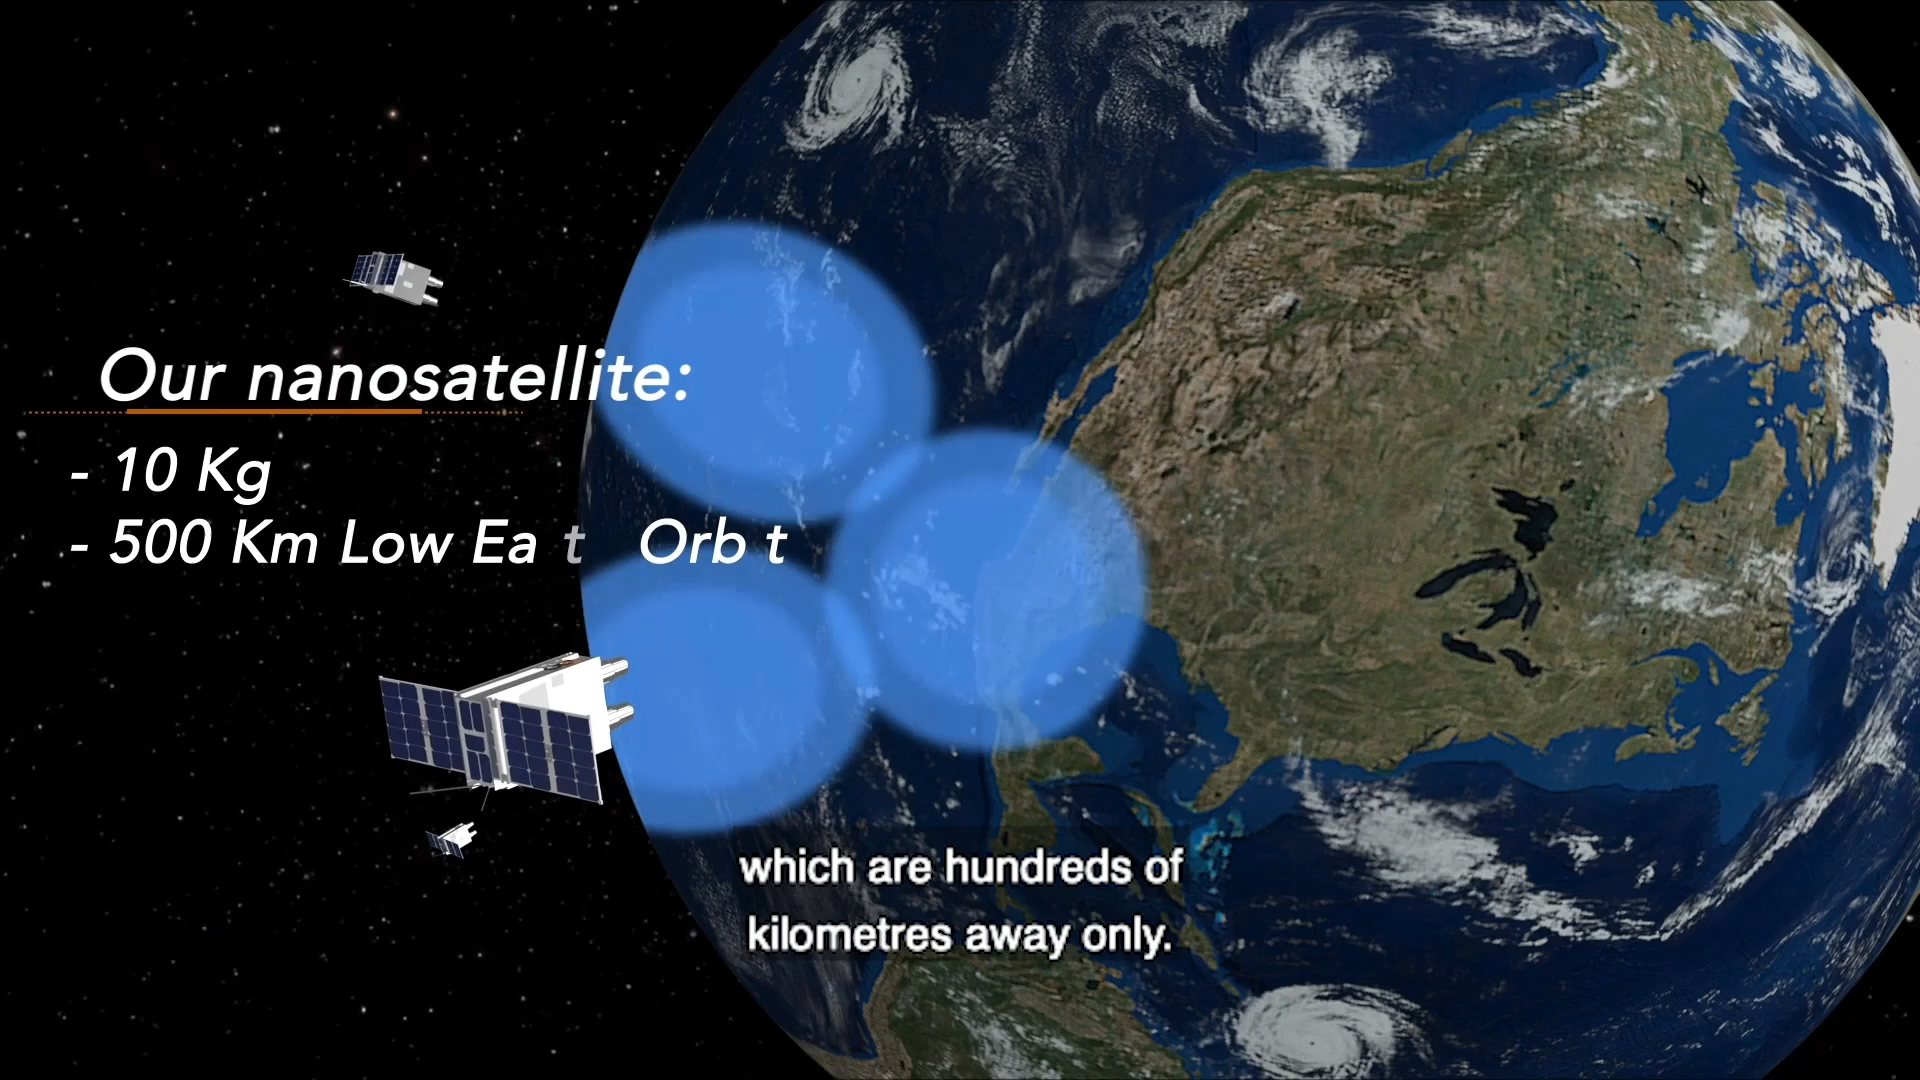 Our nanosatellite:
- 10 Kg
- 500 Km Low Ea t Orb t
which are hundreds of
kilometres away only.